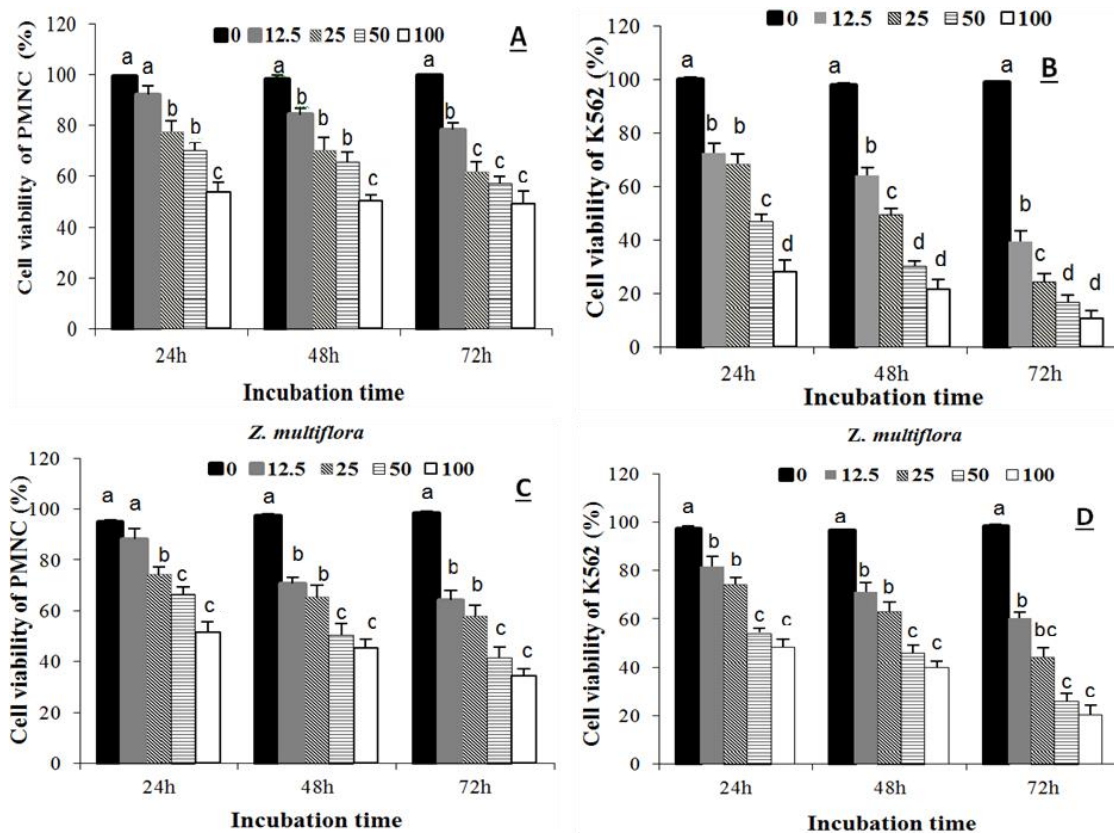 Cell viability of PMNC (%)
0 12.5 25 50 100
A
120
100
80
60
40
20
0
a a b b c
a b b b c
a b c c c
24h 48h 72h
Incubation time
Cell viability of K562 (%)
0 12.5 25 50 100
B
120
100
80
60
40
20
0
a b b c d
a b c d d
a b c d d
24h 48h 72h
Incubation time
Z. multiflora
Cell viability of PMNC (%)
0 12.5 25 50 100
C
120
100
80
60
40
20
0
a a b c c
a b b c c
a b b c c
24h 48h 72h
Incubation time
Z. multiflora
Cell viability of K562 (%)
0 12.5 25 50 100
D
120
100
80
60
40
20
0
a b b c c
a b b c c
a b bc c c
24h 48h 72h
Incubation time